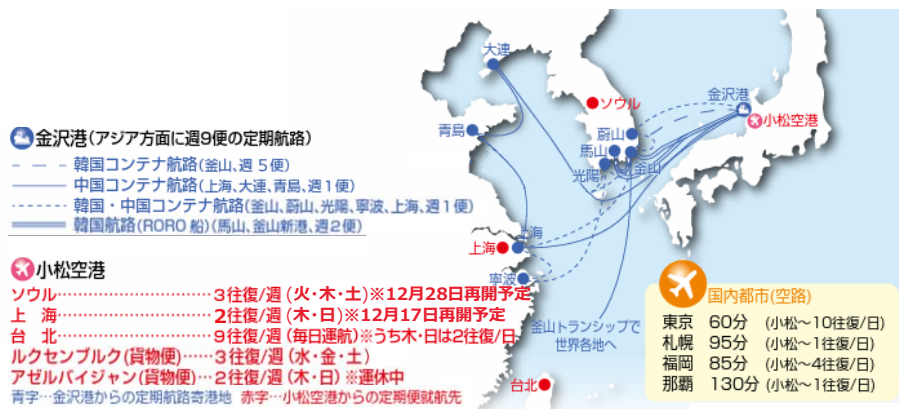 金沢港(アジア方面に週9便の定期航路)
韓国コンテナ航路(釜山、週5便)
中国コンテナ航路(上海、大連、青島、週1便)
韓国・中国コンテナ航路(釜山、蔚山、光陽、寧波、上海、週1便)
韓国航路(RORO船)(馬山、釜山新港、週2便)
小松空港
ソウル……………………………3往復/週(火・木・土)※12月28日再開予定
上 海……………………………2往復/週(木・日)※12月17日再開予定
台 北……………………………9往復/週(毎日運航)※うち木・日は2往復/日
ルクセンブルク(貨物便)……3往復/週(水・金・土)
アゼルバイジャン(貨物便)…2往復/週(木・日)※運休中
青字…金沢港からの定期航路寄港地 赤字…小松空港からの定期便就航先
大連
ソウル
青島
蔚山
馬山
光陽
釜山
金沢港
小松空港
上海
上海
寧波
釜山トランシップで
世界各地へ
台北
国内都市(空路)
東京 60分 (小松~10往復/日)
札幌 95分 (小松~1往復/日)
福岡 85分 (小松~4往復/日)
那覇 130分 (小松~1往復/日)